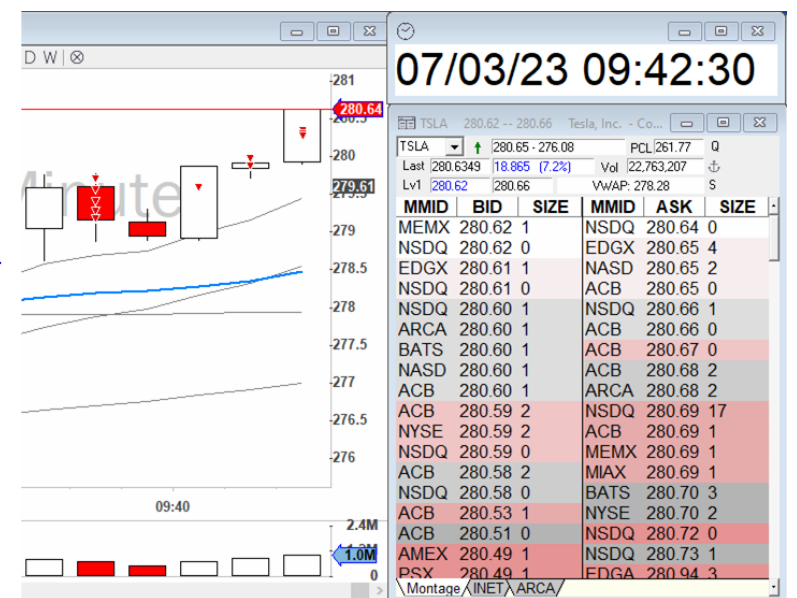 D W
07/03/23 09:42:30
281
280.64
280
279.61
279
278.5
278
277.5
277
276.5
276
Minute
09:40
2.4M
1.0M
0
TSLA 280.62 -- 280.66 Tesla, Inc. - Co...
TSLA 280.65 - 276.08 PCL 261.77 Q
Last 280.6349 18.865 (7.2%) Vol 22,763,207
Lv1 280.62 280.66 VWAP: 278.28 S
MMID BID SIZE MMID ASK SIZE
MEMX 280.62 1 NSDQ 280.64 0
NSDQ 280.62 0 EDGX 280.65 4
EDGX 280.61 1 NASD 280.65 2
NSDQ 280.61 0 ACB 280.65 0
NSDQ 280.60 1 NSDQ 280.66 1
ARCA 280.60 1 ACB 280.66 0
BATS 280.60 1 ACB 280.67 0
NASD 280.60 1 ACB 280.68 2
ACB 280.60 1 ARCA 280.68 2
ACB 280.59 2 NSDQ 280.69 17
NYSE 280.59 2 ACB 280.69 1
NSDQ 280.59 0 MEMX 280.69 1
ACB 280.58 2 MIAX 280.69 1
NSDQ 280.58 0 BATS 280.70 3
ACB 280.53 1 NYSE 280.70 2
ACB 280.51 0 NSDQ 280.72 0
AMEX 280.49 1 NSDQ 280.73 1
PSX 280.49 1 EDGA 280.94 3
Montage INET ARCA